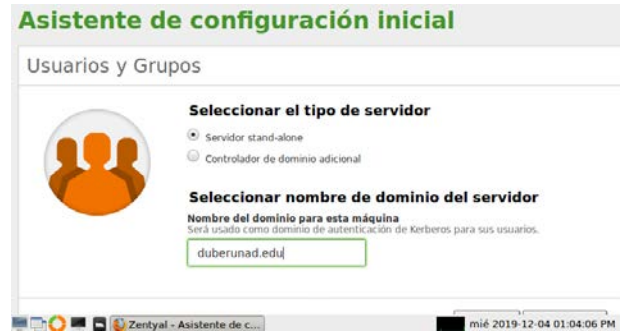 Asistente de configuración inicial
Usuarios y Grupos
Seleccionar el tipo de servidor
Servidor stand-alone
Controlador de dominio adicional
Seleccionar nombre de dominio del servidor
Nombre del dominio para esta máquina
Será usado como dominio de autenticación de Kerberos para sus usuarios.
duberunad.edu
Zentyal - Asistente de c...
mié 2019-12-04 01:04:06 PM